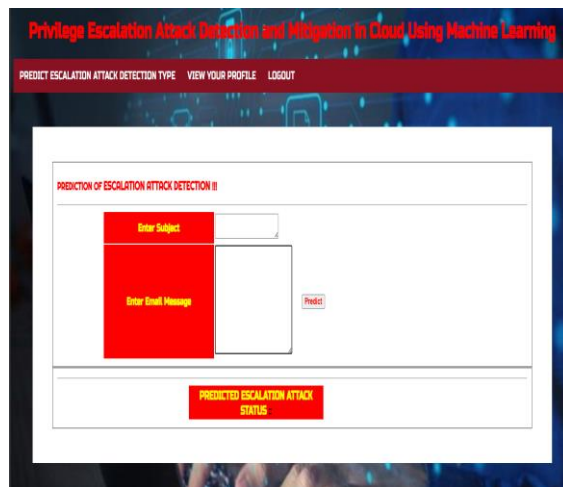 Privilege Escalation Attack Detection and Mitigation in Cloud Using Machine Learning
PREDICT ESCALATION ATTACK DETECTION TYPE VIEW YOUR PROFILE LOGOUT
PREDICTION OF ESCALATION ATTACK DETECTION !!!
Enter Subject
Enter Email Message
Predict
PREDICTED ESCALATION ATTACK
STATUS